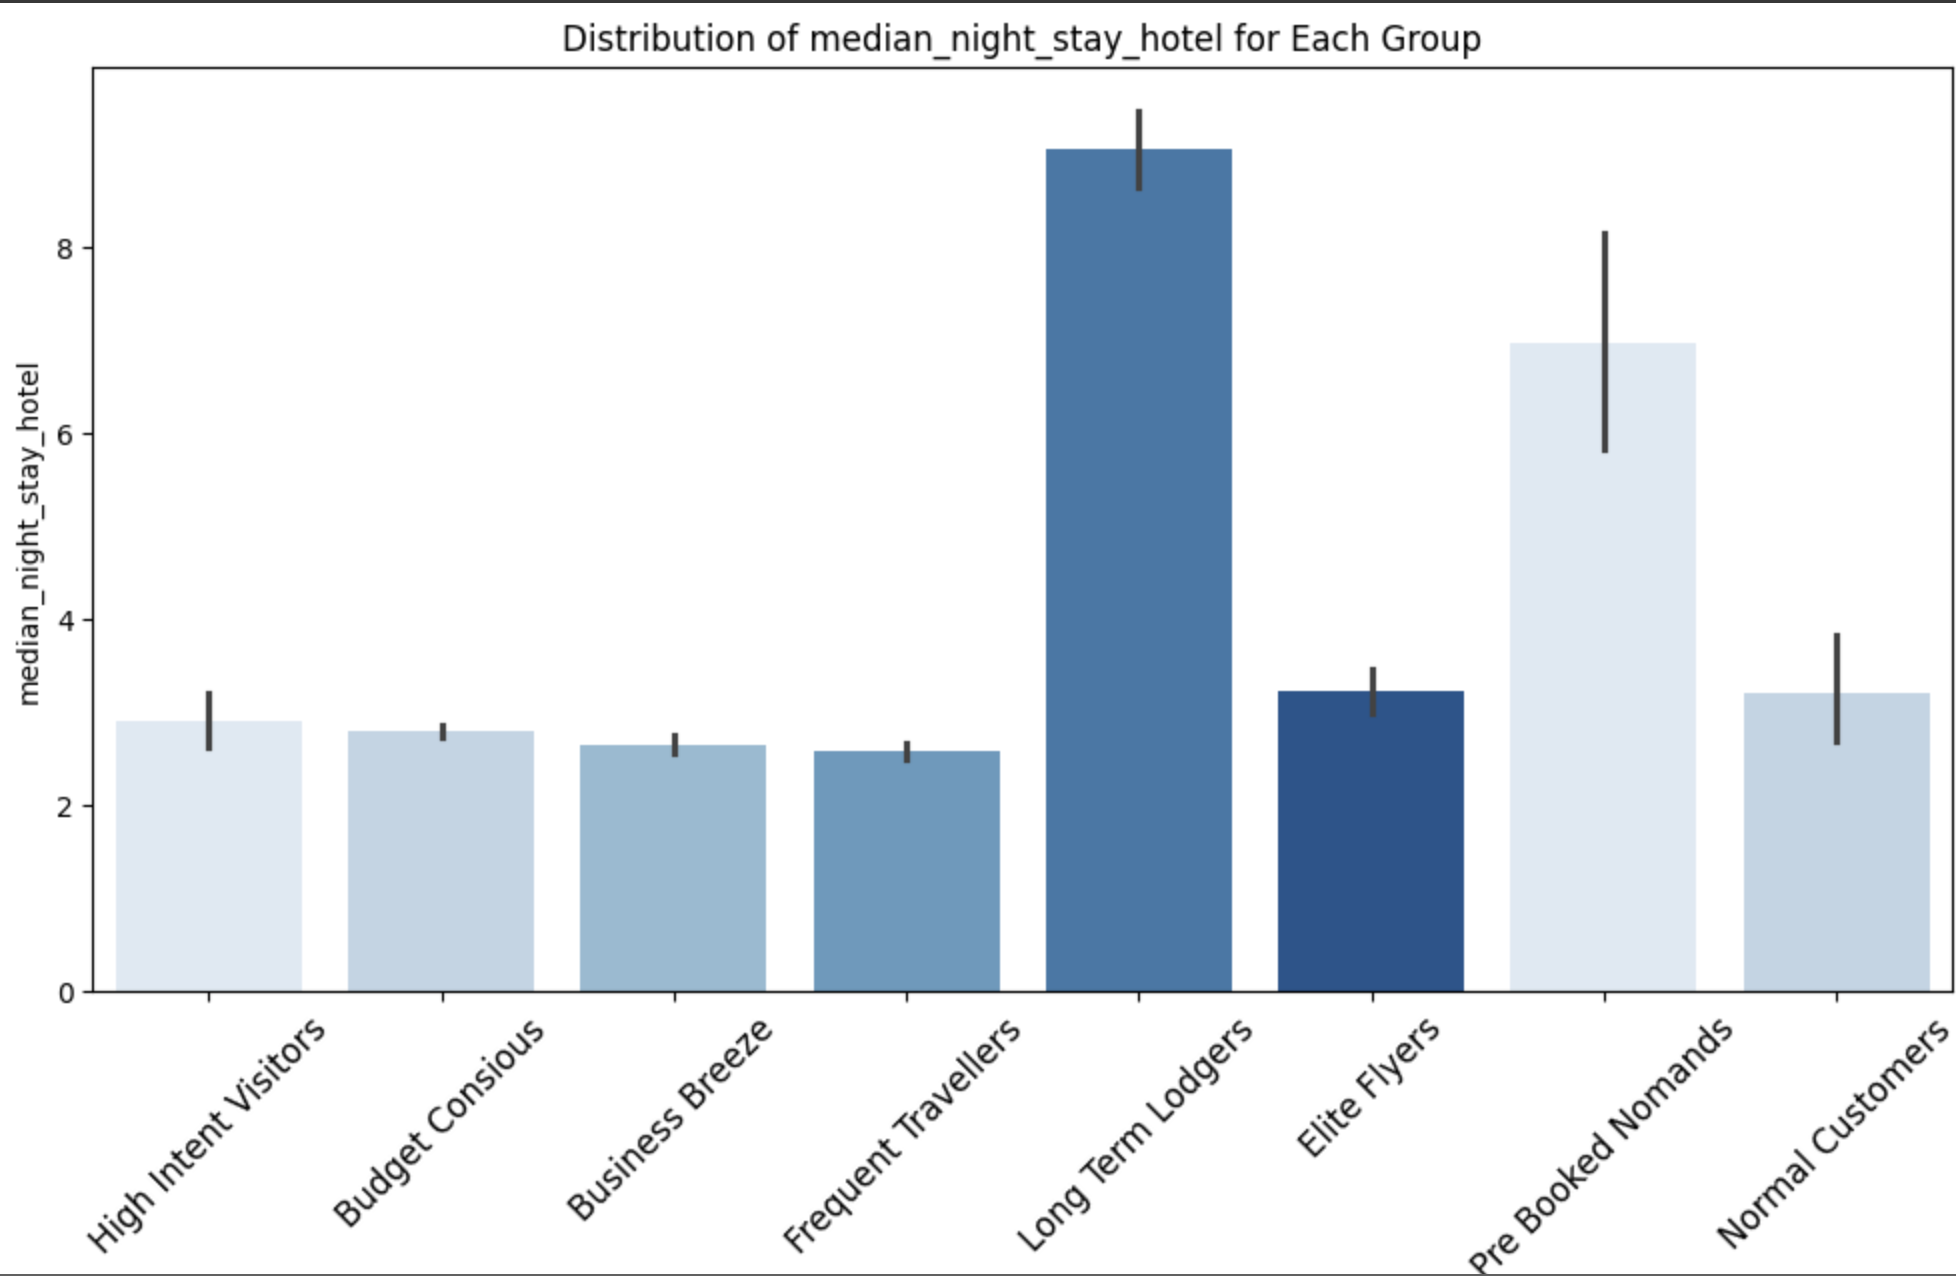 Distribution of median_night_stay_hotel for Each Group
median_night_stay_hotel
8
6
4
2
0
High Intent Visitors
Budget Consious
Business Breeze
Frequent Travellers
Long Term Lodgers
Elite Flyers
Pre Booked Nomands
Normal Customers